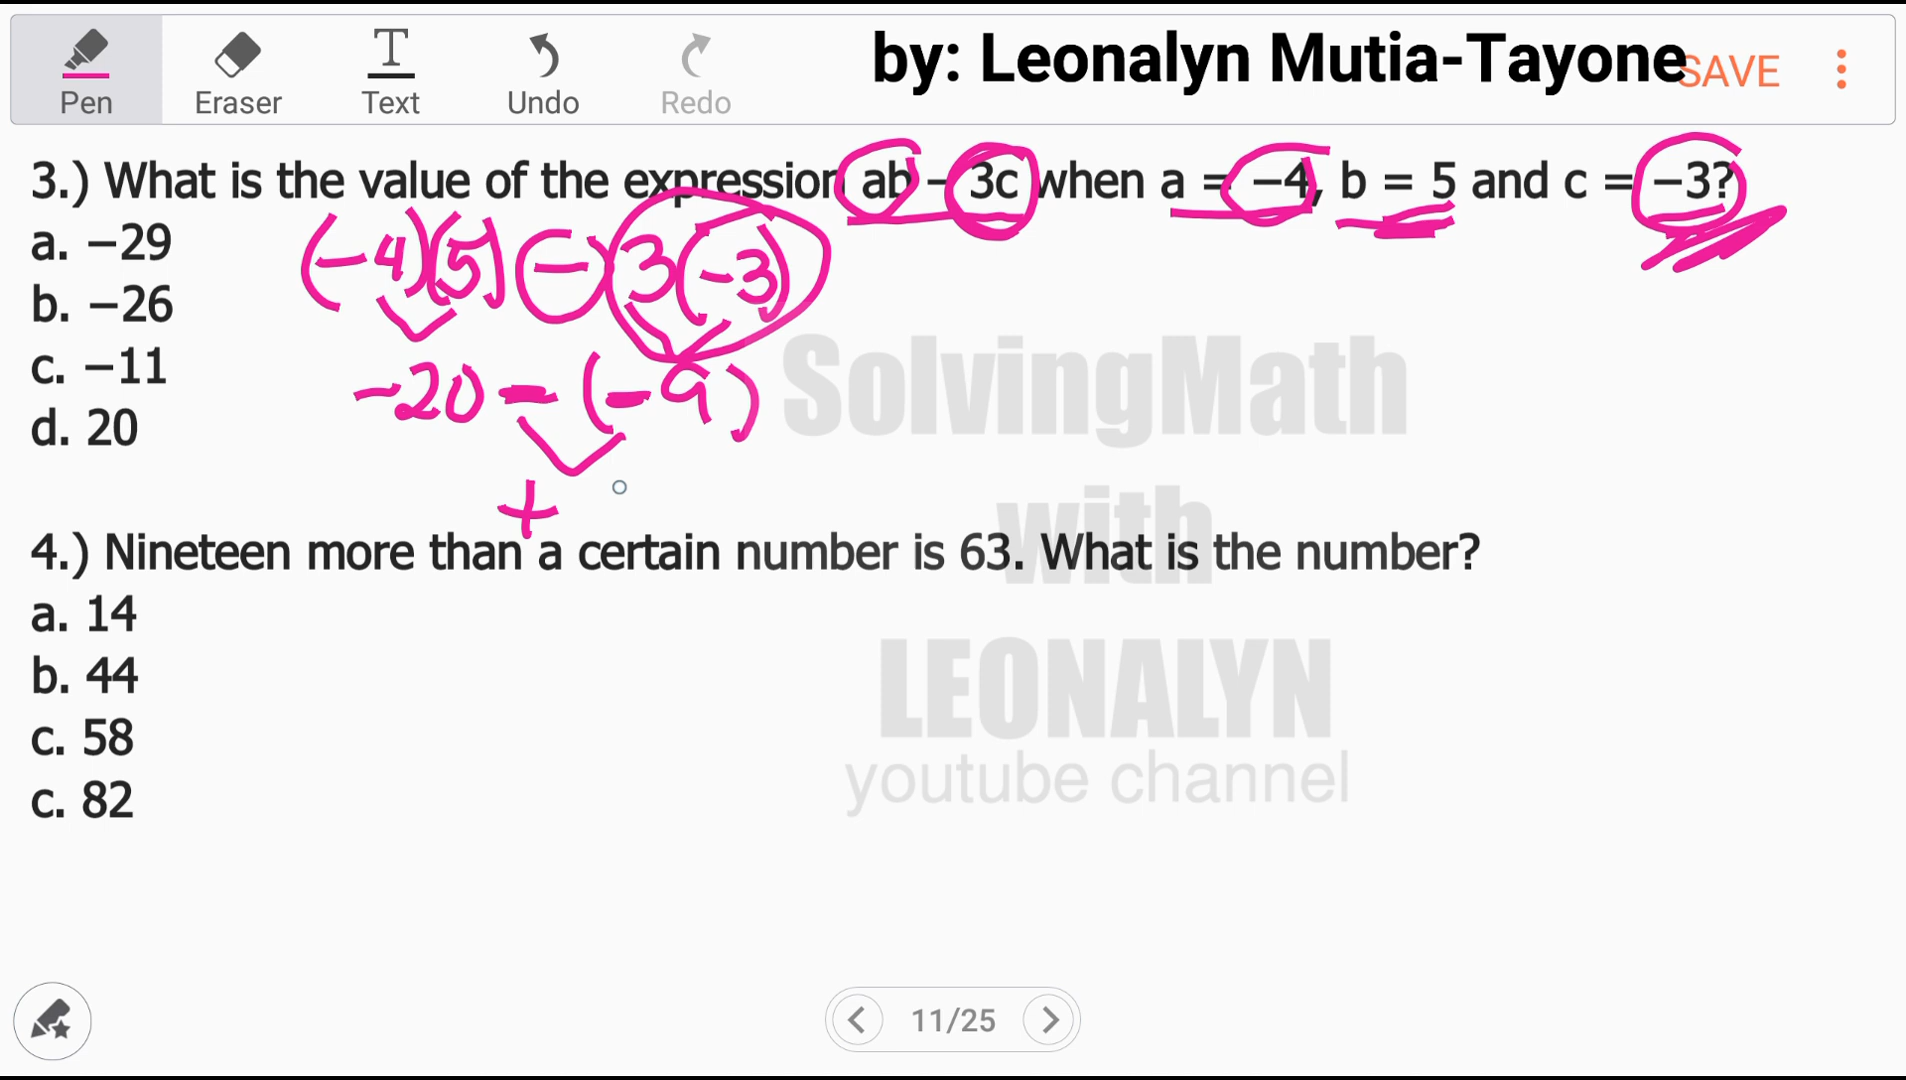 by: Leonalyn Mutia-Tayone
SAVE
Pen
Eraser
Text
Undo
Redo
3.) What is the value of the expression ab − 3c when a = −4, b = 5 and c = −3?
a. −29
b. −26
c. −11
d. 20
(−4)(5) − 3(−3)
−20 − (−9)
+
4.) Nineteen more than a certain number is 63. What is the number?
a. 14
b. 44
c. 58
c. 82
SolvingMath
with
LEONALYN
youtube channel
11/25